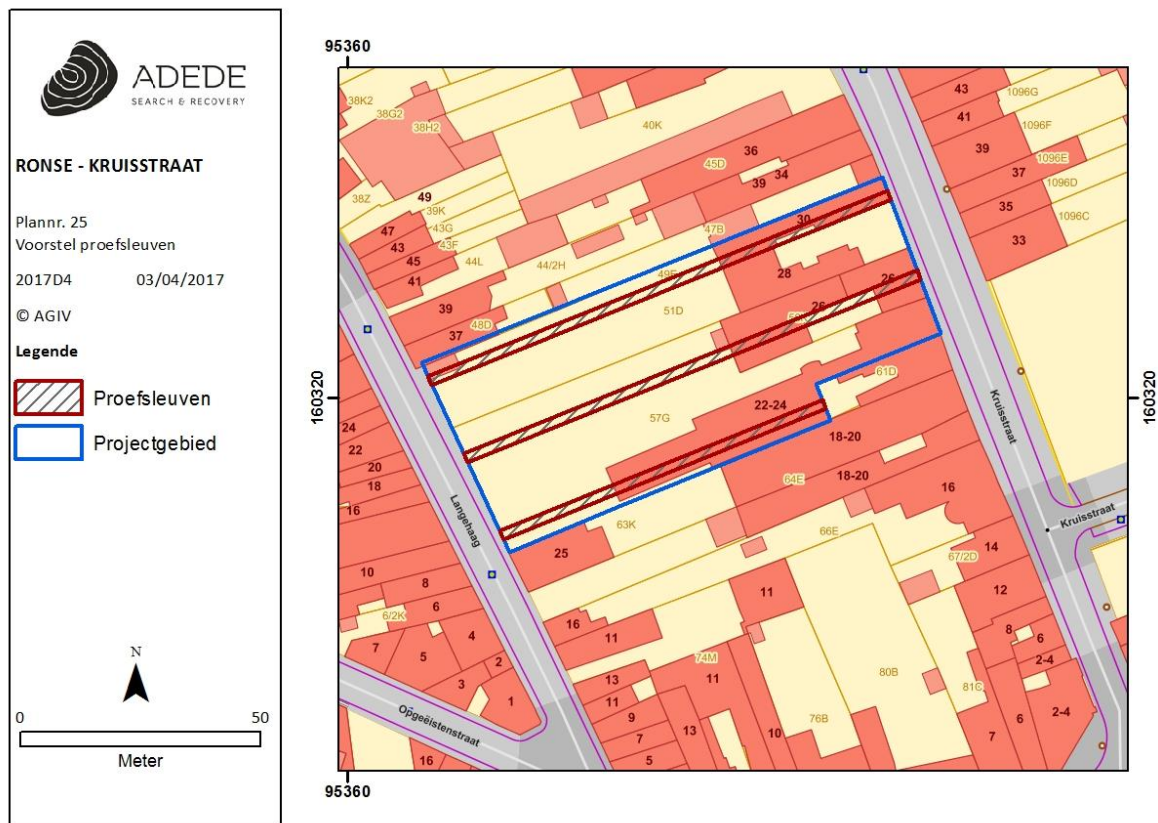 ADEDE
SEARCH & RECOVERY
RONSE - KRUISSTRAAT
Plannr. 25
Voorstel proefsleuven
2017D4 03/04/2017
© AGIV
Legende
Proefsleuven
Projectgebied
N
0 50
Meter
95360
160320
160320
95360
38K2
38G2
38H2
40K
43
1096G
41
1096F
39
36
45D
1096E
34
37
39
38Z
49
1096D
39K
35
1096C
47
43G
30
43
43F
47B
33
45
44L
44/2H
41
49E
28
26
39
51D
48D
26
37
61D
22-24
57G
Kruisstraat
24
18-20
22
20
18-20
18
64E
16
16
Langehaag
Kruisstraat
63K
66E
14
25
67/2D
10
8
11
12
6/2K
6
16
8
4
11
6
7
5
2
74M
2-4
3
13
11
80B
81C
1
11
9
76B
6
2-4
Opgeëistenstraat
7
13
10
7
16
5